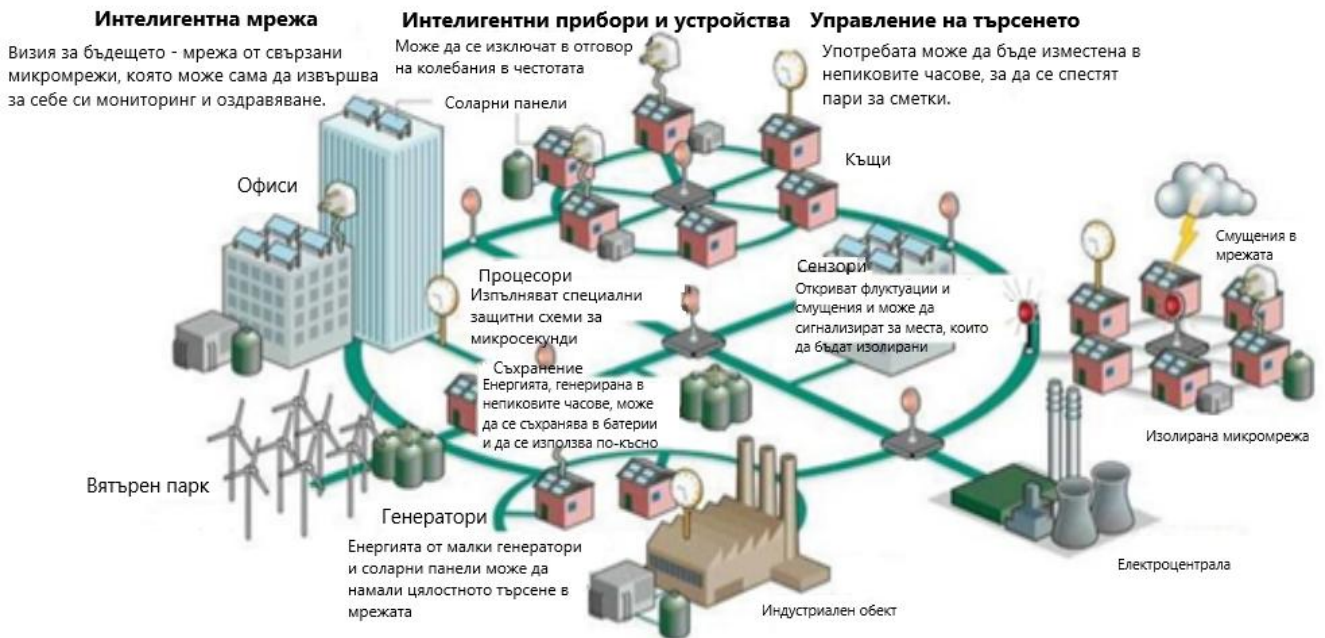 Интелигентна мрежа
Визия за бъдещето - мрежа от свързани
микромрежи, която може сама да извършва
за себе си мониторинг и оздравяване.
Интелигентни прибори и устройства
Може да се изключат в отговор
на колебания в честотата
Управление на търсенето
Употребата може да бъде изместена в
непиковите часове, за да се спестят
пари за сметки.
Соларни панели
Къщи
Офиси
Смущения в
мрежата
Процесори
Изпълняват специални
защитни схеми за
микросекунди
Сензори
Откриват флуктуации и
смущения и може да
сигнализират за места, които
да бъдат изолирани
Съхранение
Енергията, генерирана в
непиковите часове, може
да се съхранява в батерии
и да се използва по-късно
Изолирана микромрежа
Вятърен парк
Генератори
Енергията от малки генератори
и соларни панели може да
намали цялостното търсене в
мрежата
Електроцентрала
Индустриален обект